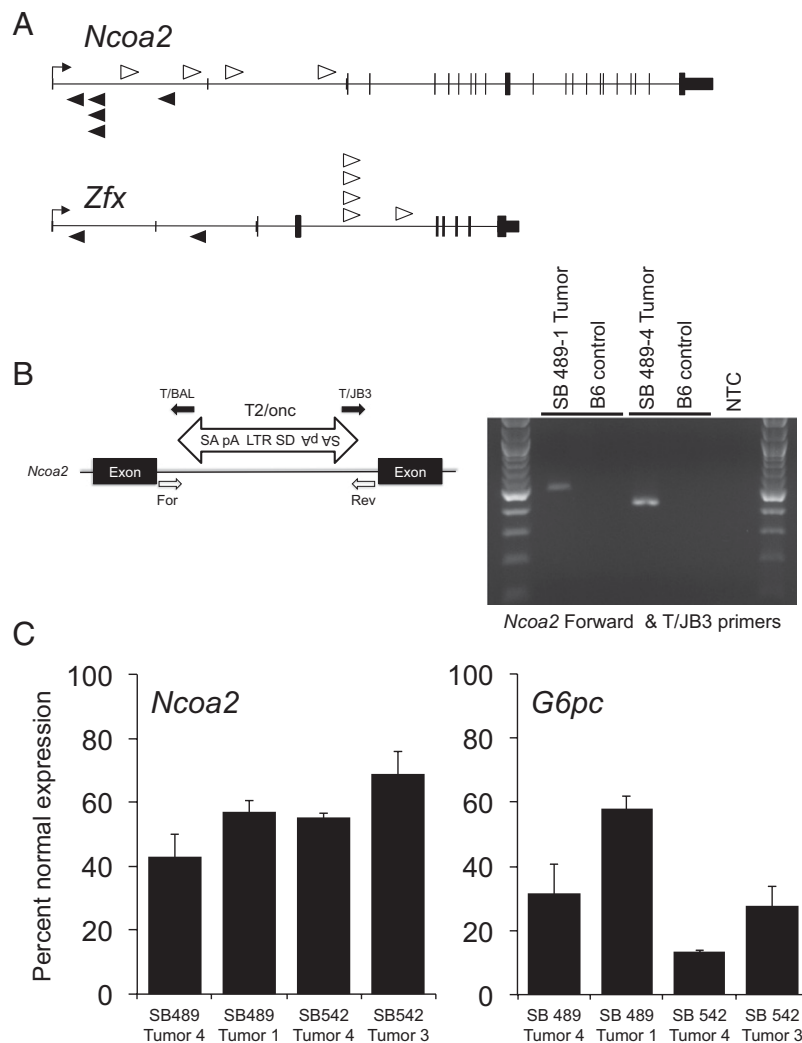 A
Ncoa2
Zfx
B
T/BAL
T/JB3
T2/onc
SA pA LTR SD SA pA
Ncoa2
Exon
Exon
For
Rev
SB 489-1 Tumor
B6 control
SB 489-4 Tumor
B6 control
NTC
Ncoa2 Forward & T/JB3 primers
C
Percent normal expression
100
80
60
40
20
0
Ncoa2
SB489
Tumor 4
SB489
Tumor 1
SB542
Tumor 4
SB542
Tumor 3
100
80
60
40
20
0
G6pc
SB 489
Tumor 4
SB 489
Tumor 1
SB 542
Tumor 4
SB 542
Tumor 3